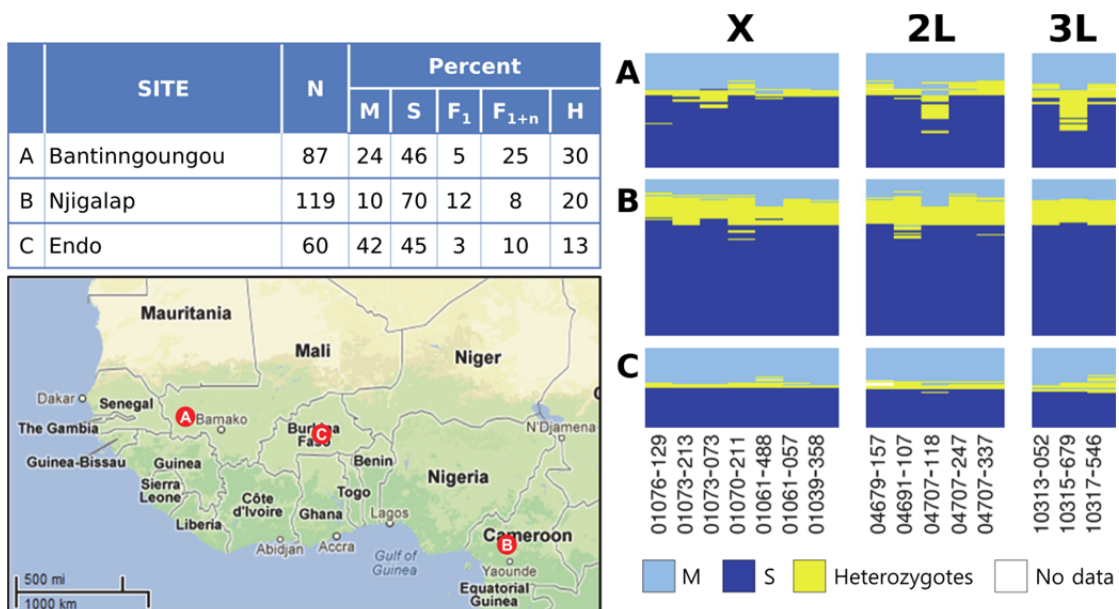 SITE N Percent
M S F1 F1+n H
A Bantinngoungou 87 24 46 5 25 30
B Njigalap 119 10 70 12 8 20
C Endo 60 42 45 3 10 13
Mauritania
Mali
Niger
Dakar
Senegal
A
Bamako
The Gambia
Burkina
Faso
C
N'Djamena
Guinea-Bissau
Guinea
Benin
Nigeria
Sierra
Leone
Côte
d'Ivoire
Togo
Ghana
Liberia
Lagos
Cameroon
B
Abidjan
Accra
Gulf of
Guinea
Yaounde
Equatorial
Guinea
500 mi
1000 km
X 2L 3L
A
B
C
01076-129
01073-213
01073-073
01070-211
01061-488
01061-057
01039-358
04679-157
04691-107
04707-118
04707-247
04707-337
10313-052
10315-679
10317-546
M S Heterozygotes No data